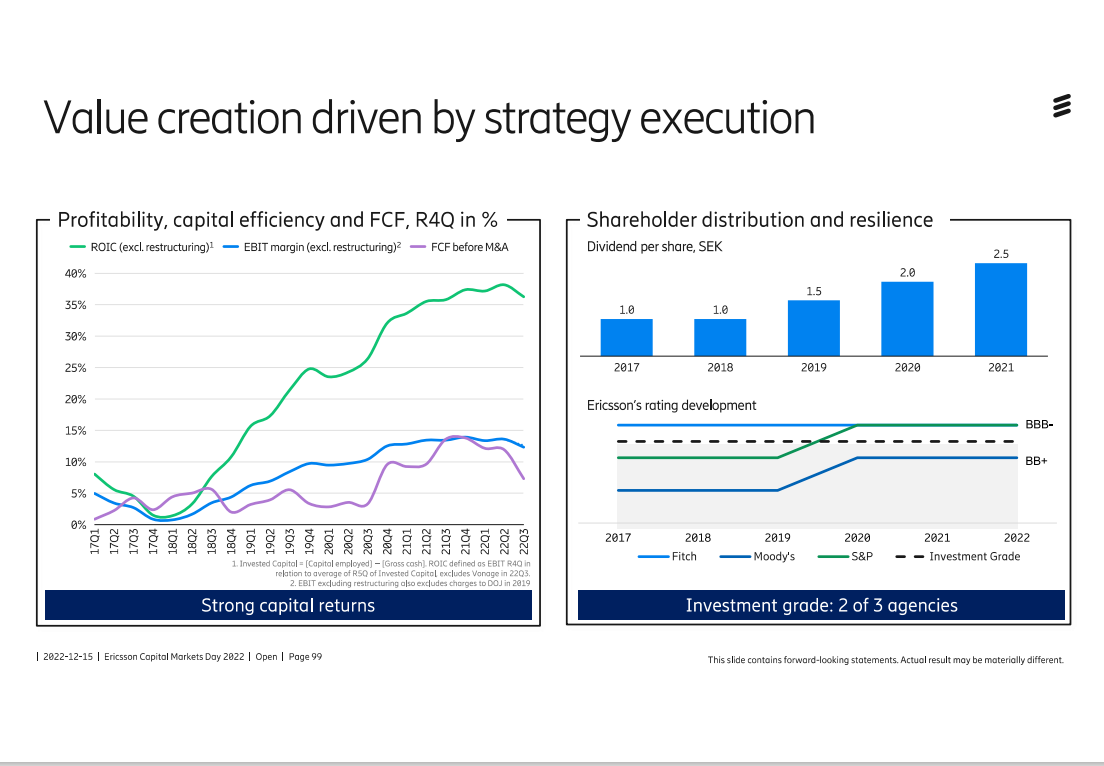 Value creation driven by strategy execution
Profitability, capital efficiency and FCF, R4Q in %
ROIC (excl. restructuring)1 EBIT margin (excl. restructuring)2 FCF before M&A
40%
35%
30%
25%
20%
15%
10%
5%
0%
17Q1 17Q2 17Q3 17Q4 18Q1 18Q2 18Q3 18Q4 19Q1 19Q2 19Q3 19Q4 20Q1 20Q2 20Q3 20Q4 21Q1 21Q2 21Q3 21Q4 22Q1 22Q2 22Q3
1. Invested Capital = [Capital employed] – [Gross cash]. ROIC defined as EBIT R4Q in
relation to average of R5Q of Invested Capital, excludes Vonage in 22Q3.
2. EBIT excluding restructuring also excludes charges to DOJ in 2019
Strong capital returns
Shareholder distribution and resilience
Dividend per share, SEK
1.0 1.0 1.5 2.0 2.5
2017 2018 2019 2020 2021
Ericsson's rating development
BBB-
BB+
2017 2018 2019 2020 2021 2022
Fitch Moody's S&P Investment Grade
Investment grade: 2 of 3 agencies
| 2022-12-15 | Ericsson Capital Markets Day 2022 | Open | Page 99
This slide contains forward-looking statements. Actual result may be materially different.